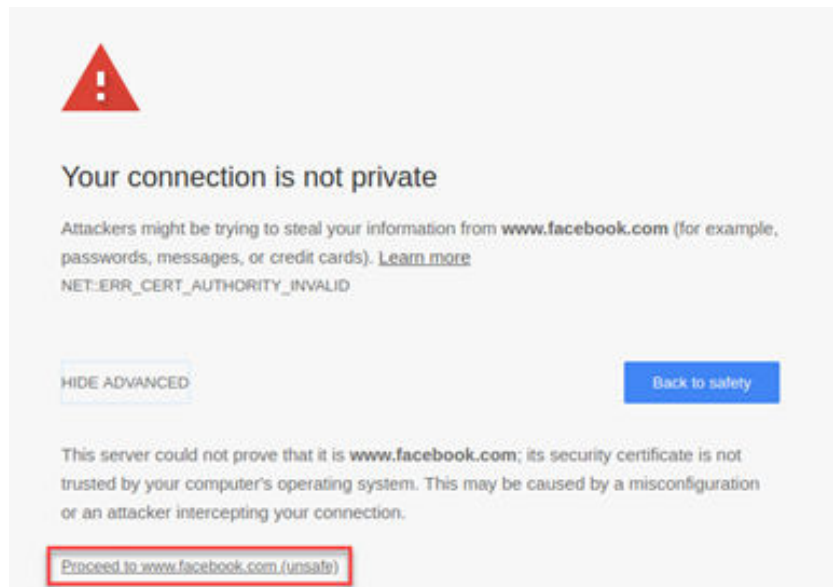 Your connection is not private
Attackers might be trying to steal your information from www.facebook.com (for example,
passwords, messages, or credit cards). Learn more
NET::ERR_CERT_AUTHORITY_INVALID
HIDE ADVANCED
Back to safety
This server could not prove that it is www.facebook.com; its security certificate is not
trusted by your computer's operating system. This may be caused by a misconfiguration
or an attacker intercepting your connection.
Proceed to www.facebook.com (unsafe)